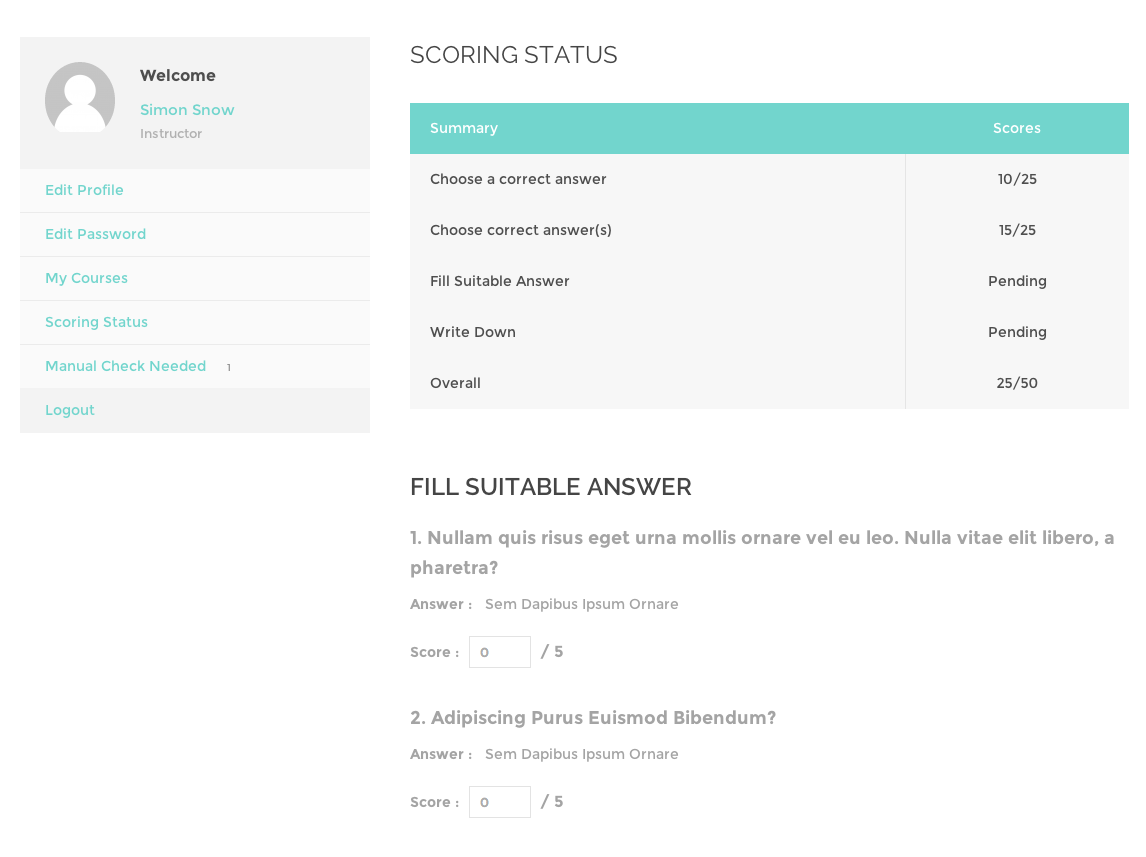 Welcome
Simon Snow
Instructor
Edit Profile
Edit Password
My Courses
Scoring Status
Manual Check Needed 1
Logout
SCORING STATUS
Summary Scores
Choose a correct answer 10/25
Choose correct answer(s) 15/25
Fill Suitable Answer Pending
Write Down Pending
Overall 25/50
FILL SUITABLE ANSWER
1. Nullam quis risus eget urna mollis ornare vel eu leo. Nulla vitae elit libero, a
pharetra?
Answer : Sem Dapibus Ipsum Ornare
Score : 0 / 5
2. Adipiscing Purus Euismod Bibendum?
Answer : Sem Dapibus Ipsum Ornare
Score : 0 / 5